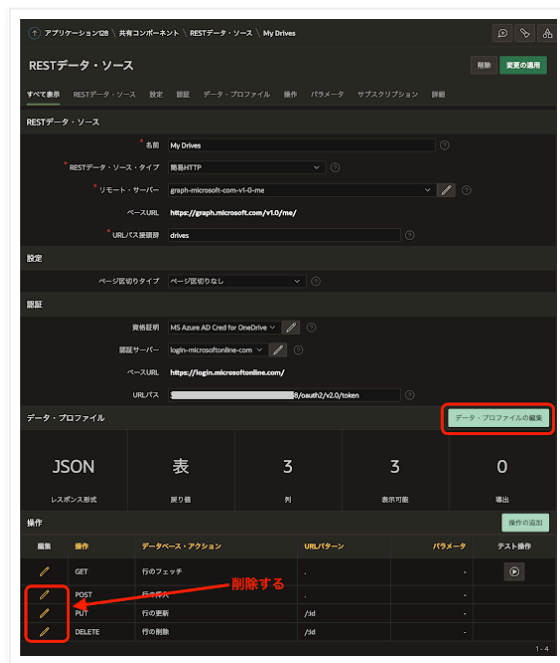 アプリケーション128 \ 共有コンポーネント \ RESTデータ・ソース \ My Drives
RESTデータ・ソース
削除
変更の適用
すべて表示 RESTデータ・ソース 設定 認証 データ・プロファイル 操作 パラメータ サブスクリプション 詳細
RESTデータ・ソース
* 名前 My Drives
* RESTデータ・ソース・タイプ 簡易HTTP
* リモート・サーバー graph-microsoft-com-v1-0-me
ベースURL https://graph.microsoft.com/v1.0/me/
* URLパス接頭辞 drives
設定
ページ区切りタイプ ページ区切りなし
認証
資格証明 MS Azure AD Cred for OneDrive
認証サーバー login-microsoftonline-com
ベースURL https://login.microsoftonline.com/
URLパス 8/oauth2/v2.0/token
データ・プロファイル
データ・プロファイルの編集
JSON 表 3 3 0
レスポンス形式 戻り値 列 表示可能 導出
操作
操作の追加
編集 操作 データベース・アクション URLパターン パラメータ テスト操作
GET 行のフェッチ . -
削除する
POST 行の挿入 . -
PUT 行の更新 /:id -
DELETE 行の削除 /:id -
1 - 4